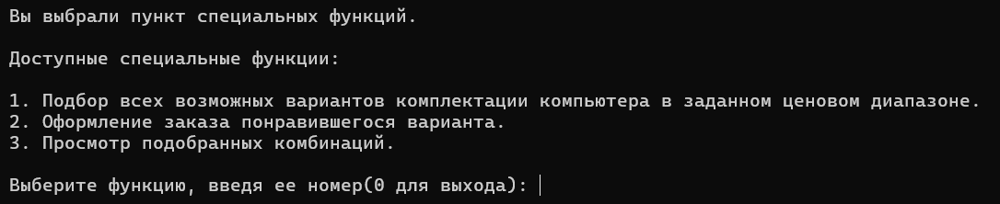 Вы выбрали пункт специальных функций.
Доступные специальные функции:
1. Подбор всех возможных вариантов комплектации компьютера в заданном ценовом диапазоне.
2. Оформление заказа понравившегося варианта.
3. Просмотр подобранных комбинаций.
Выберите функцию, введя ее номер(0 для выхода):